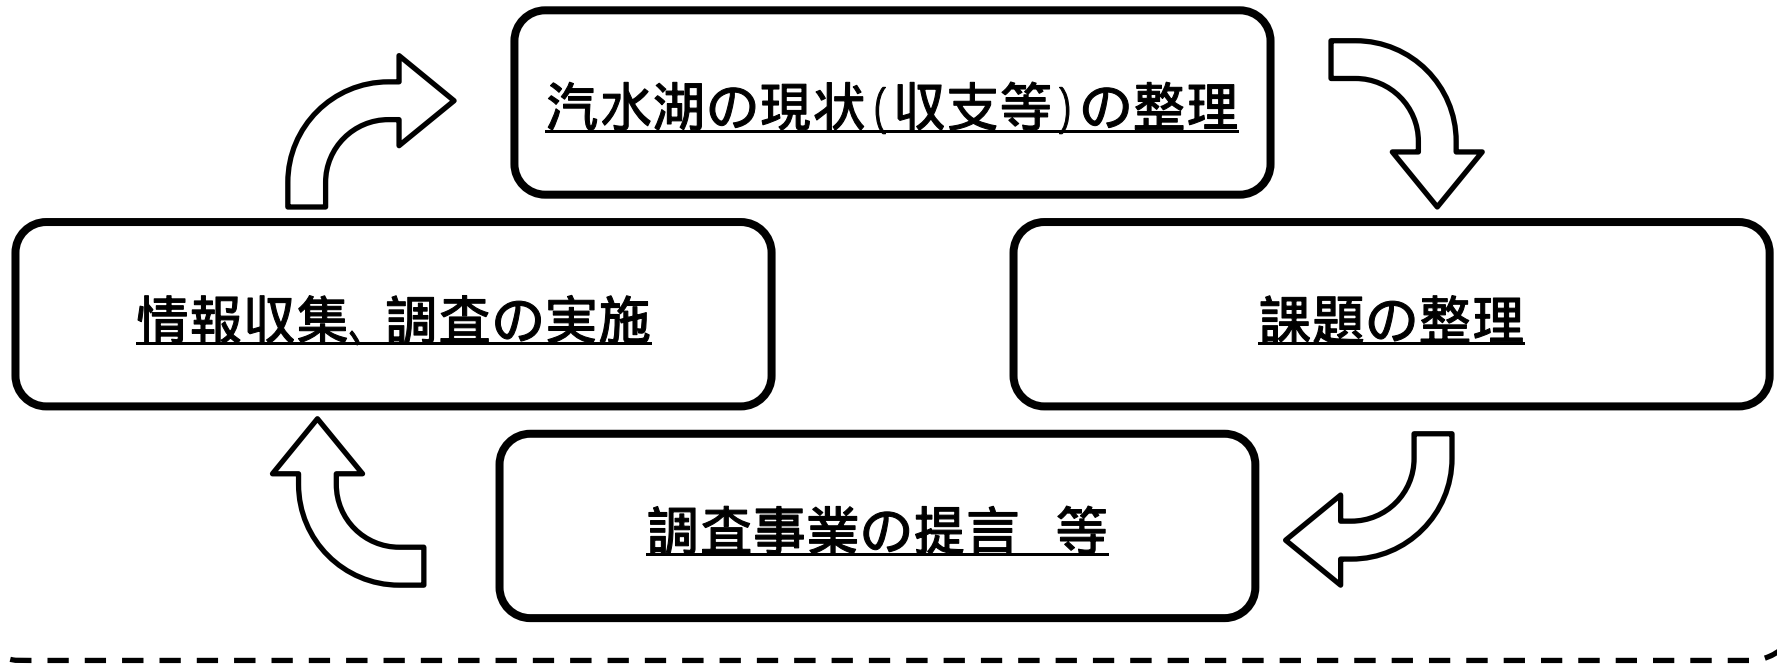 汽水湖の現状(収支等)の整理
情報収集、調査の実施
課題の整理
調査事業の提言 等